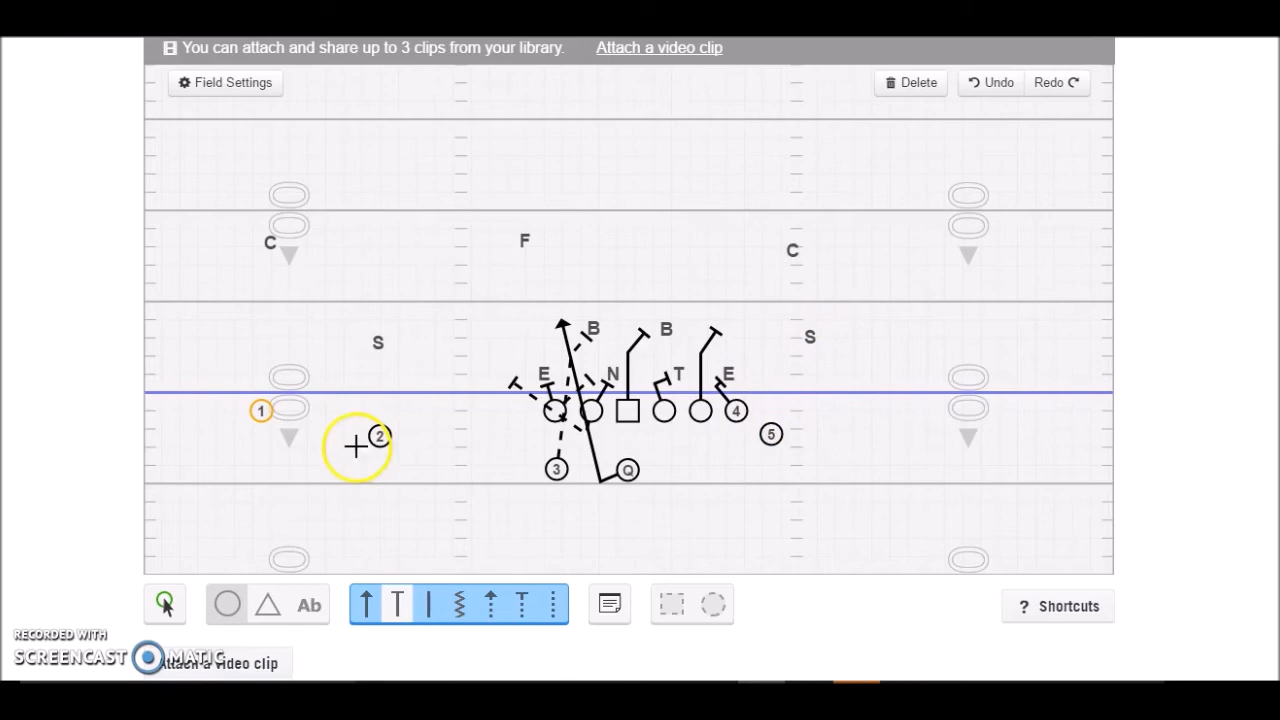 You can attach and share up to 3 clips from your library. Attach a video clip
Field Settings
Delete
Undo
Redo
C
F
C
S
B
B
S
E
N
T
E
1
2
4
5
3
Q
Ab
? Shortcuts
RECORDED WITH
SCREENCAST MATIC
Attach a video clip